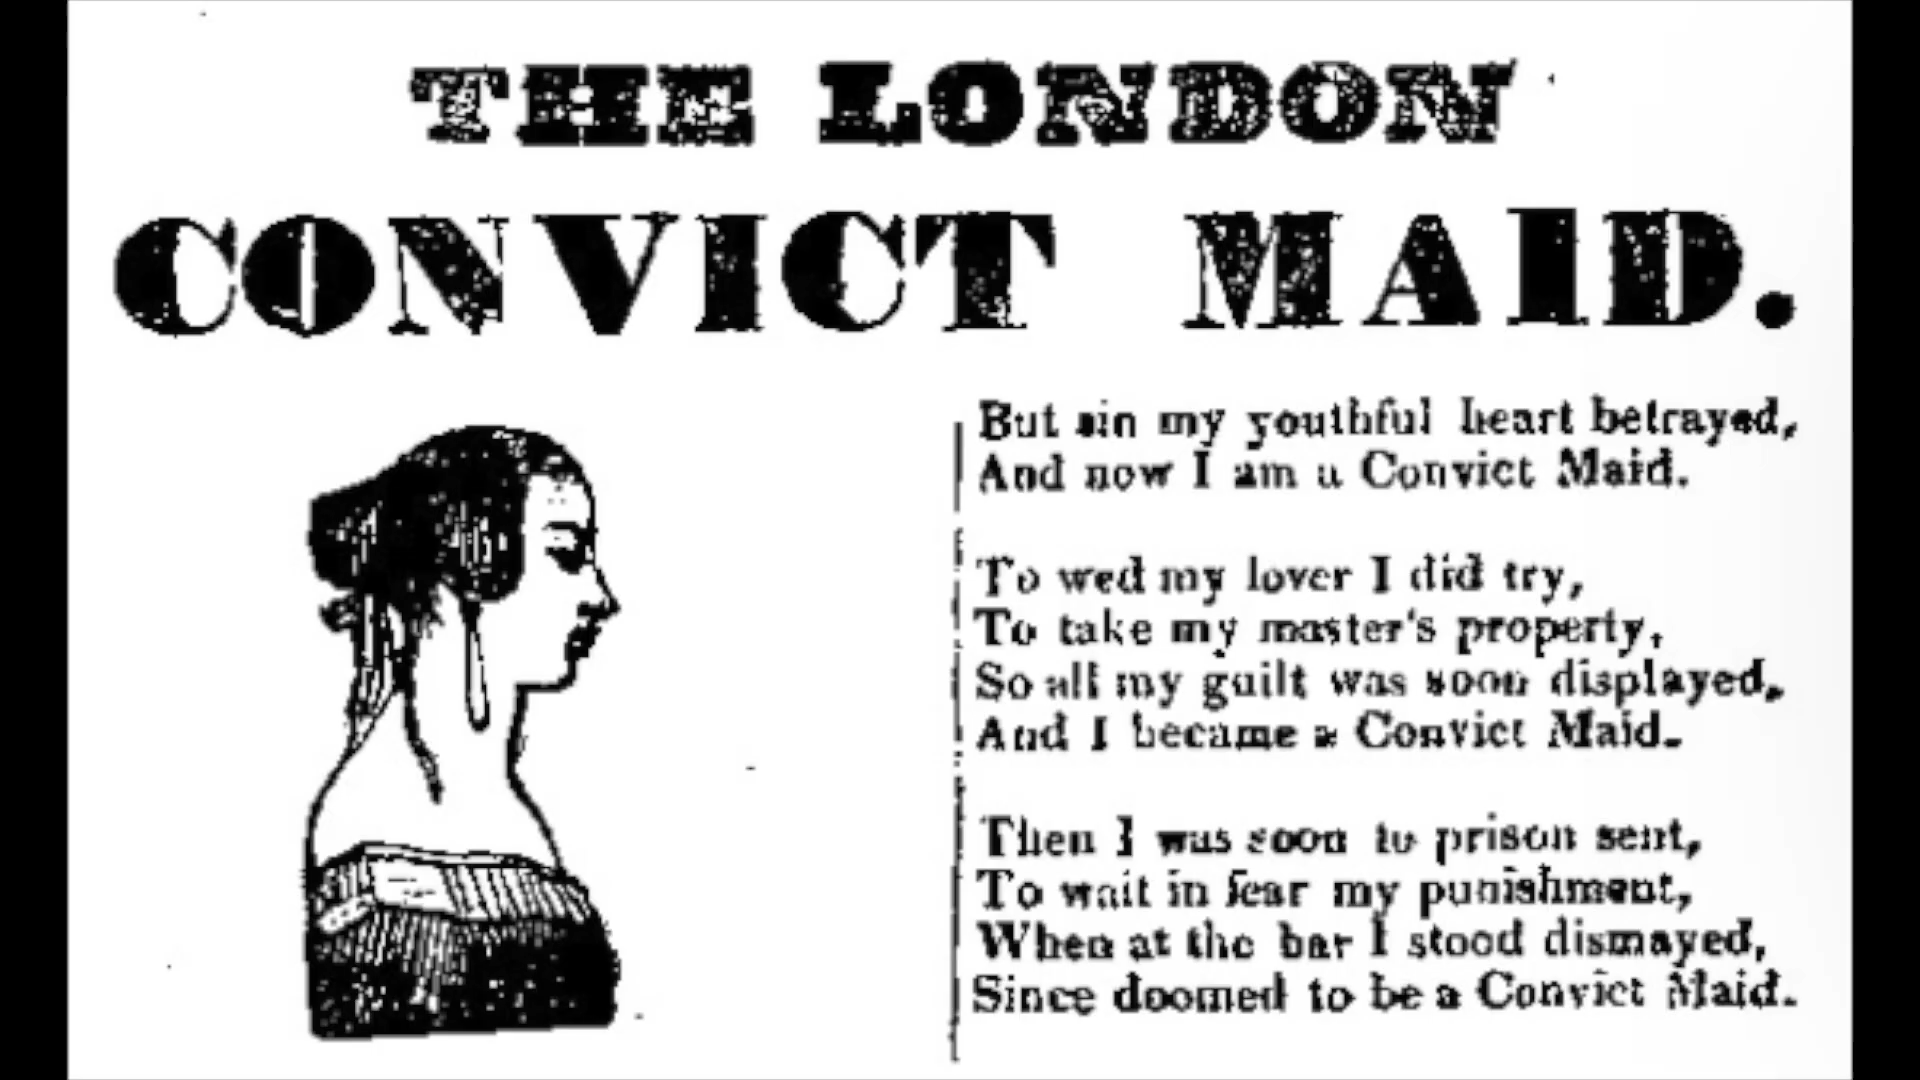 THE LONDON
CONVICT MAID.
But sin my youthful heart betrayed,
And now I am a Convict Maid.
To wed my lover I did try,
To take my master's property,
So all my guilt was soon displayed,
And I became a Convict Maid.
Then I was soon to prison sent,
To wait in fear my punishment,
When at the bar I stood dismayed,
Since doomed to be a Convict Maid.